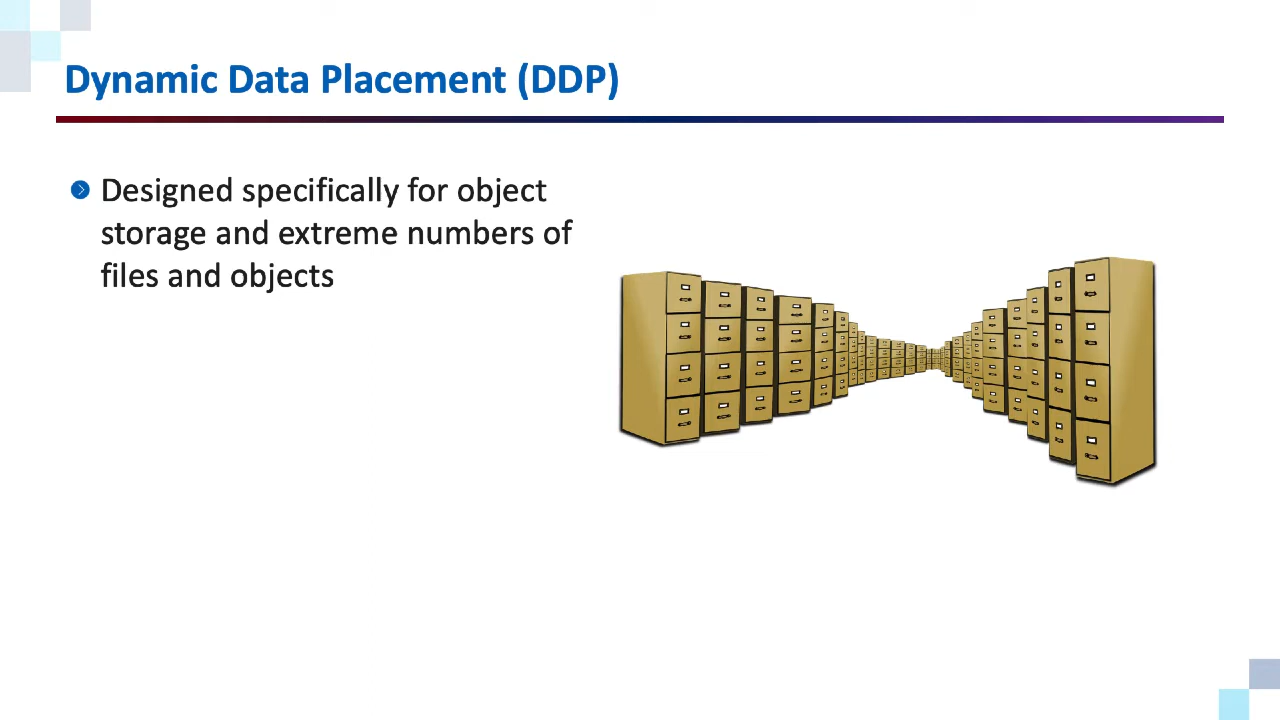 Dynamic Data Placement (DDP)
Designed specifically for object
storage and extreme numbers of
files and objects